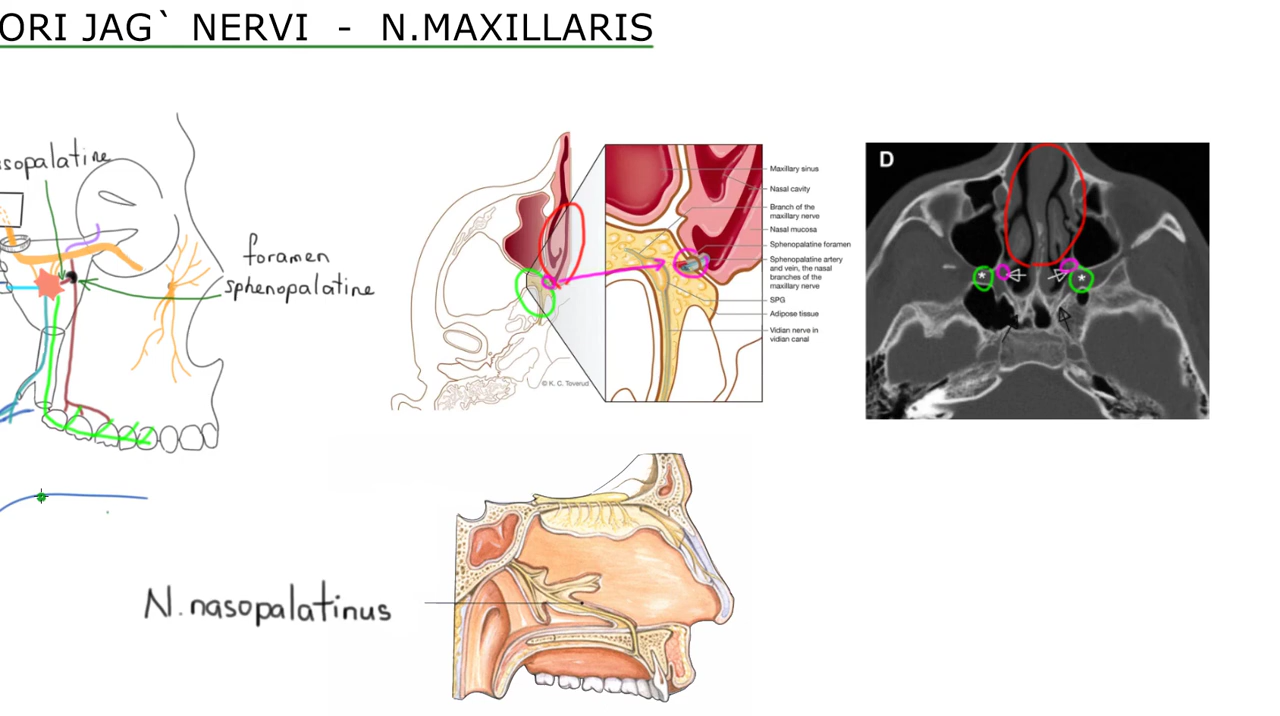 ORI JAG` NERVI - N.MAXILLARIS
sopalatine
foramen
sphenopalatine
Maxillary sinus
Nasal cavity
Branch of the
maxillary nerve
Nasal mucosa
Sphenopalatine foramen
Sphenopalatine artery
and vein, the nasal
branches of the
maxillary nerve
SPG
Adipose tissue
Vidian nerve in
vidian canal
© K. C. Toverud
D
* *
N. nasopalatinus